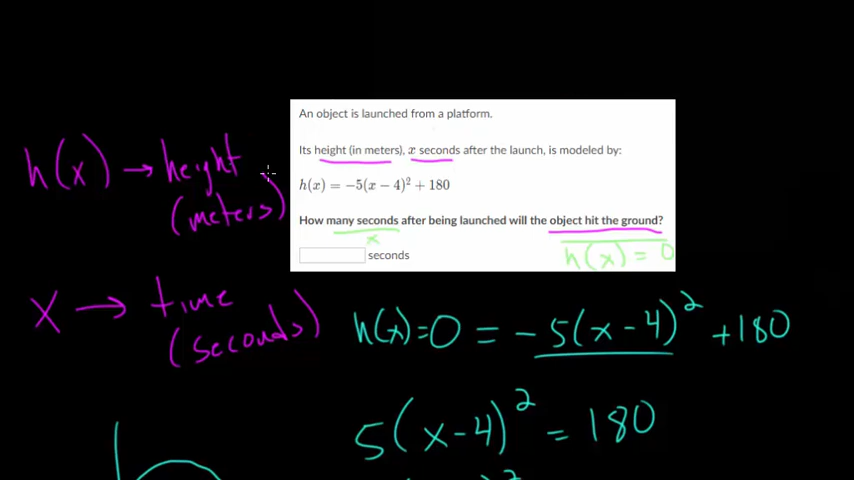 An object is launched from a platform.
Its height (in meters), x seconds after the launch, is modeled by:
h(x) = −5(x − 4)² + 180
How many seconds after being launched will the object hit the ground?
x
h(x) = 0
seconds
h(x) → height
(meters)
x → time
(seconds)
h(x)=0 = -5(x-4)² +180
5(x-4)² = 180